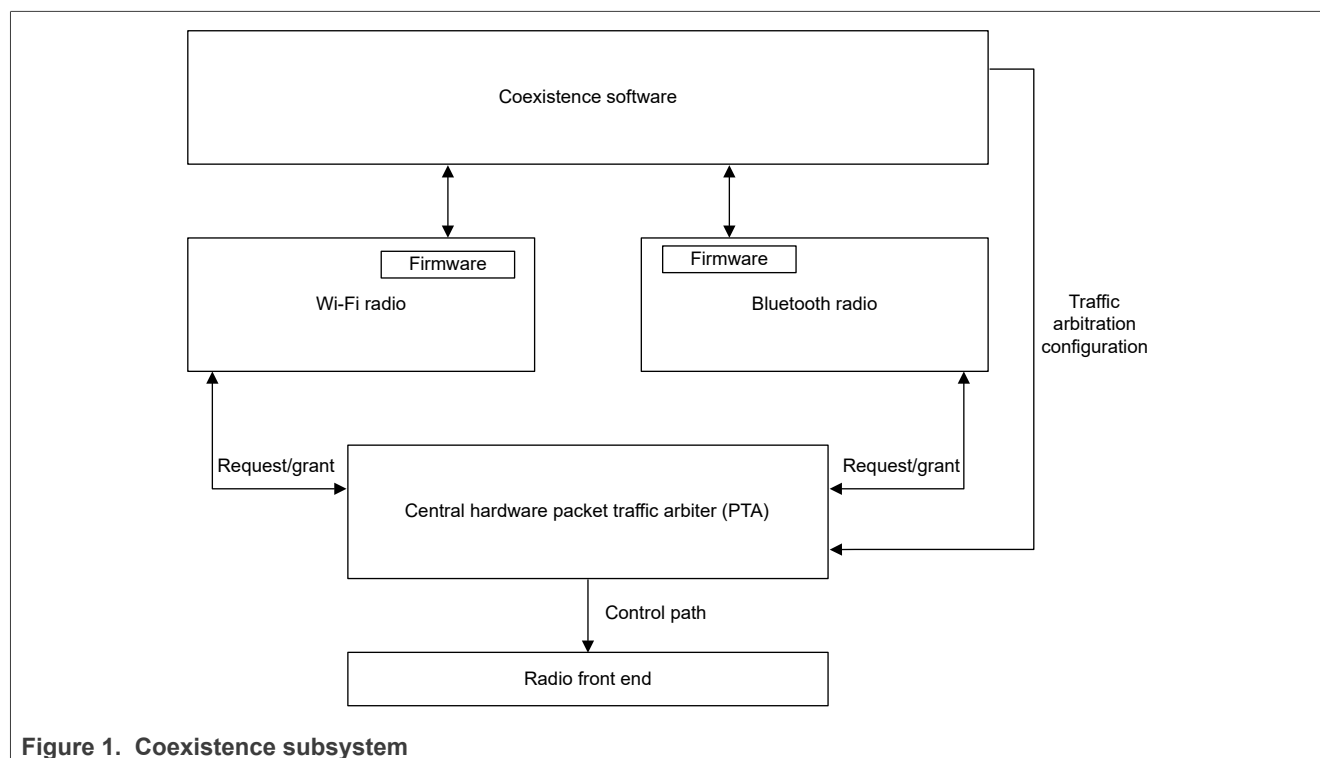 Coexistence software
Firmware
Wi-Fi radio
Firmware
Bluetooth radio
Traffic
arbitration
configuration
Request/grant
Request/grant
Central hardware packet traffic arbiter (PTA)
Control path
Radio front end
Figure 1. Coexistence subsystem